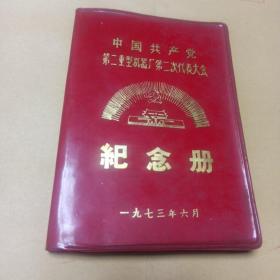 中国共产党
第二重型机器厂第二次代表大会
纪念册
一九七三年六月